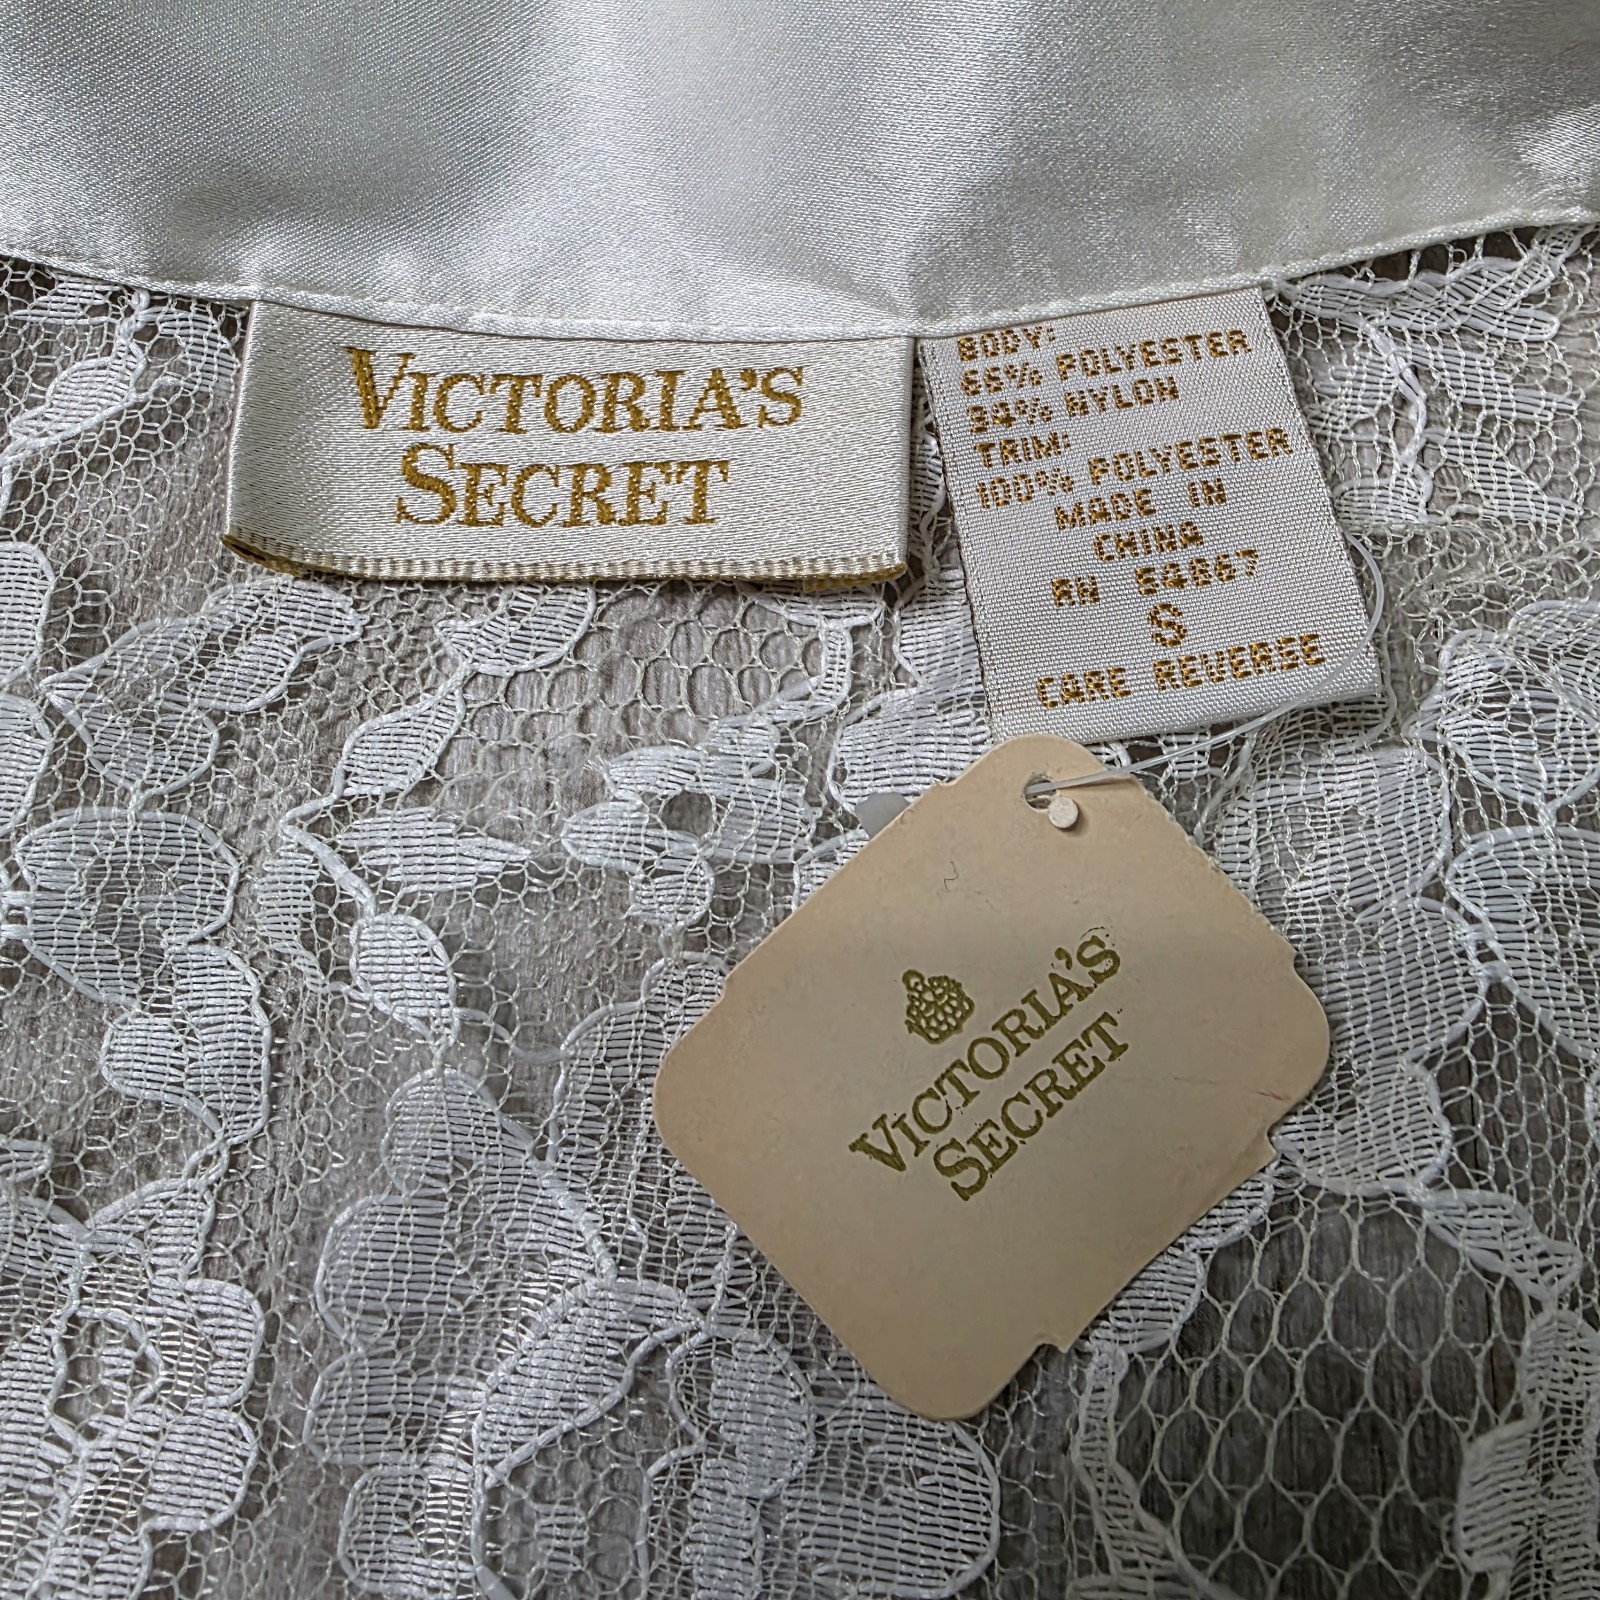 VICTORIA'S
SECRET
BODY:
66% POLYESTER
34% NYLON
TRIM:
100% POLYESTER
MADE IN
CHINA
RN 54867
S
CARE REVERSE
VICTORIA'S
SECRET